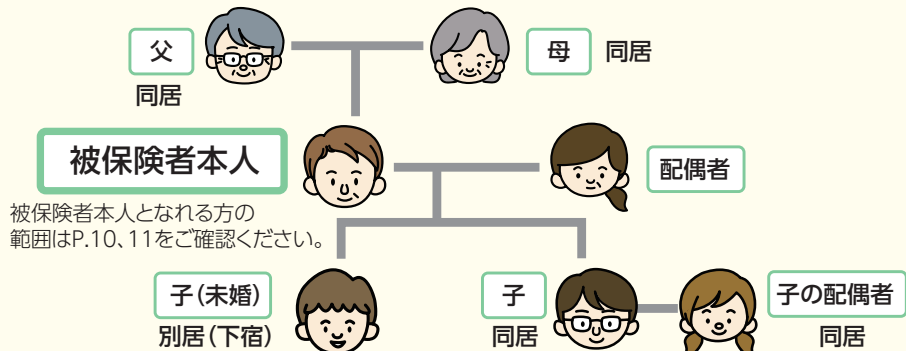 父
同居
母
同居
被保険者本人
配偶者
被保険者本人となれる方の
範囲はP.10、11をご確認ください。
子(未婚)
別居(下宿)
子
同居
子の配偶者
同居